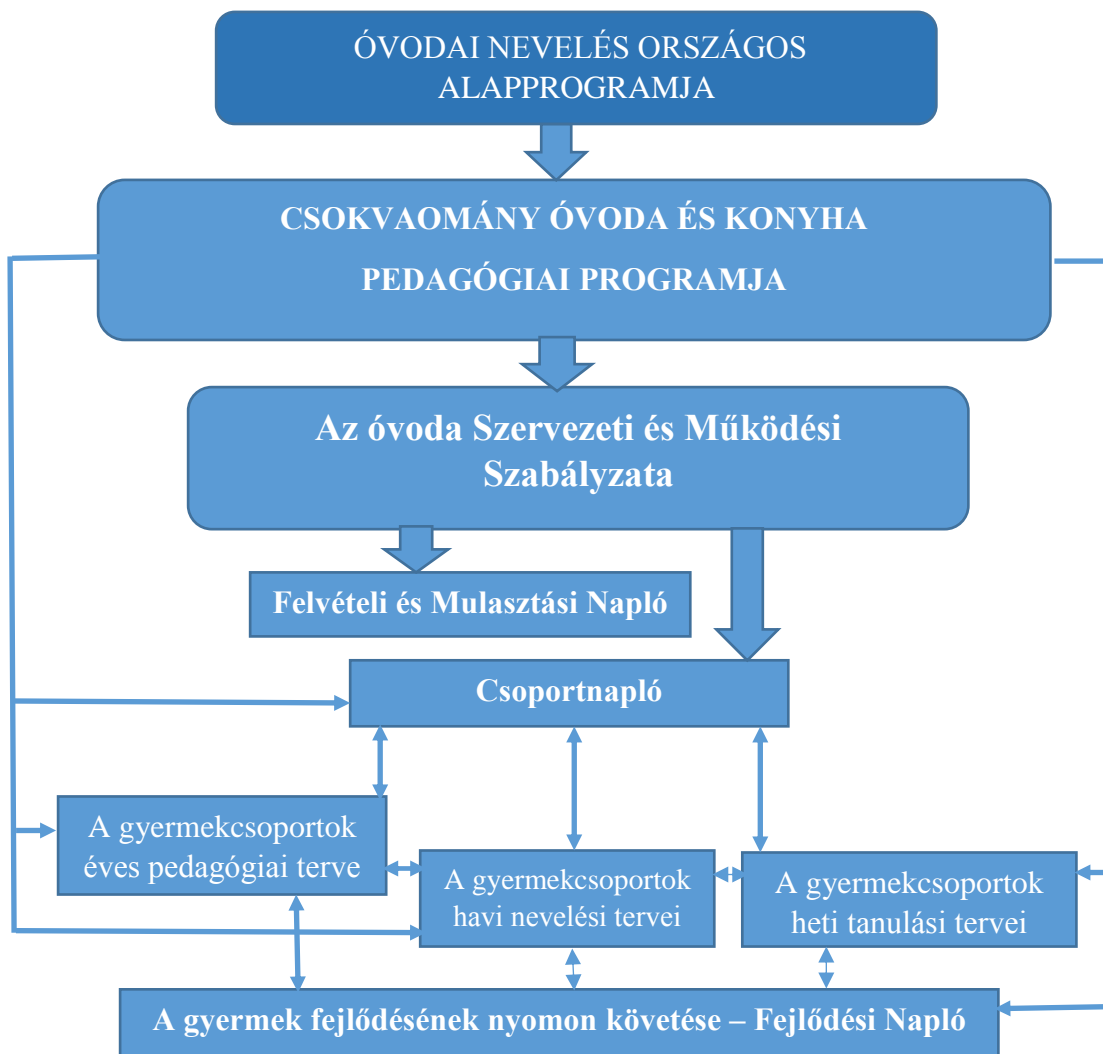 ÓVODAI NEVELÉS ORSZÁGOS
ALAPPROGRAMJA
CSOKVAOMÁNY ÓVODA ÉS KONYHA
PEDAGÓGIAI PROGRAMJA
Az óvoda Szervezeti és Működési
Szabályzata
Felvételi és Mulasztási Napló
Csoportnapló
A gyermekcsoportok
éves pedagógiai terve
A gyermekcsoportok
havi nevelési tervei
A gyermekcsoportok
heti tanulási tervei
A gyermek fejlődésének nyomon követése – Fejlődési Napló